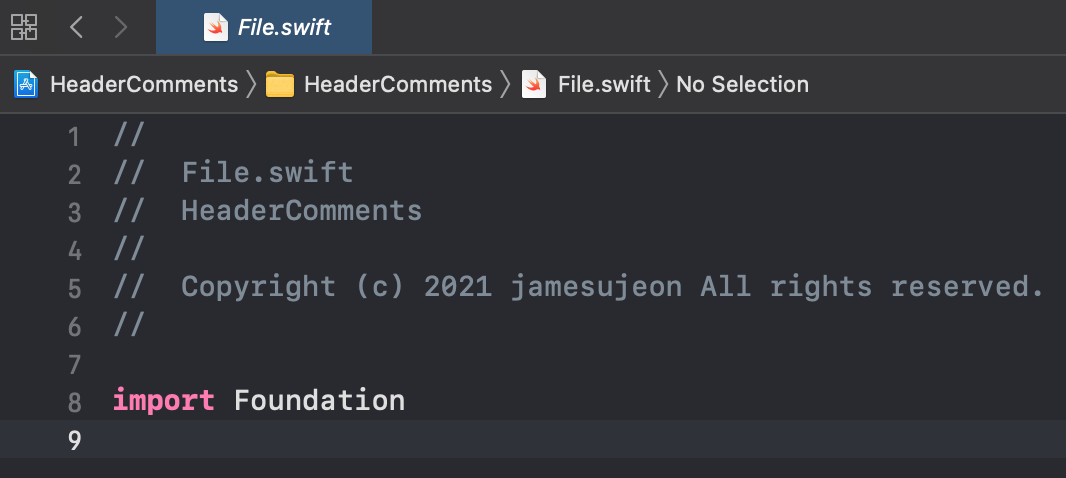 File.swift
HeaderComments HeaderComments File.swift No Selection
1 //
2 //  File.swift
3 //  HeaderComments
4 //
5 //  Copyright (c) 2021 jamesujeon All rights reserved.
6 //
7
8 import Foundation
9